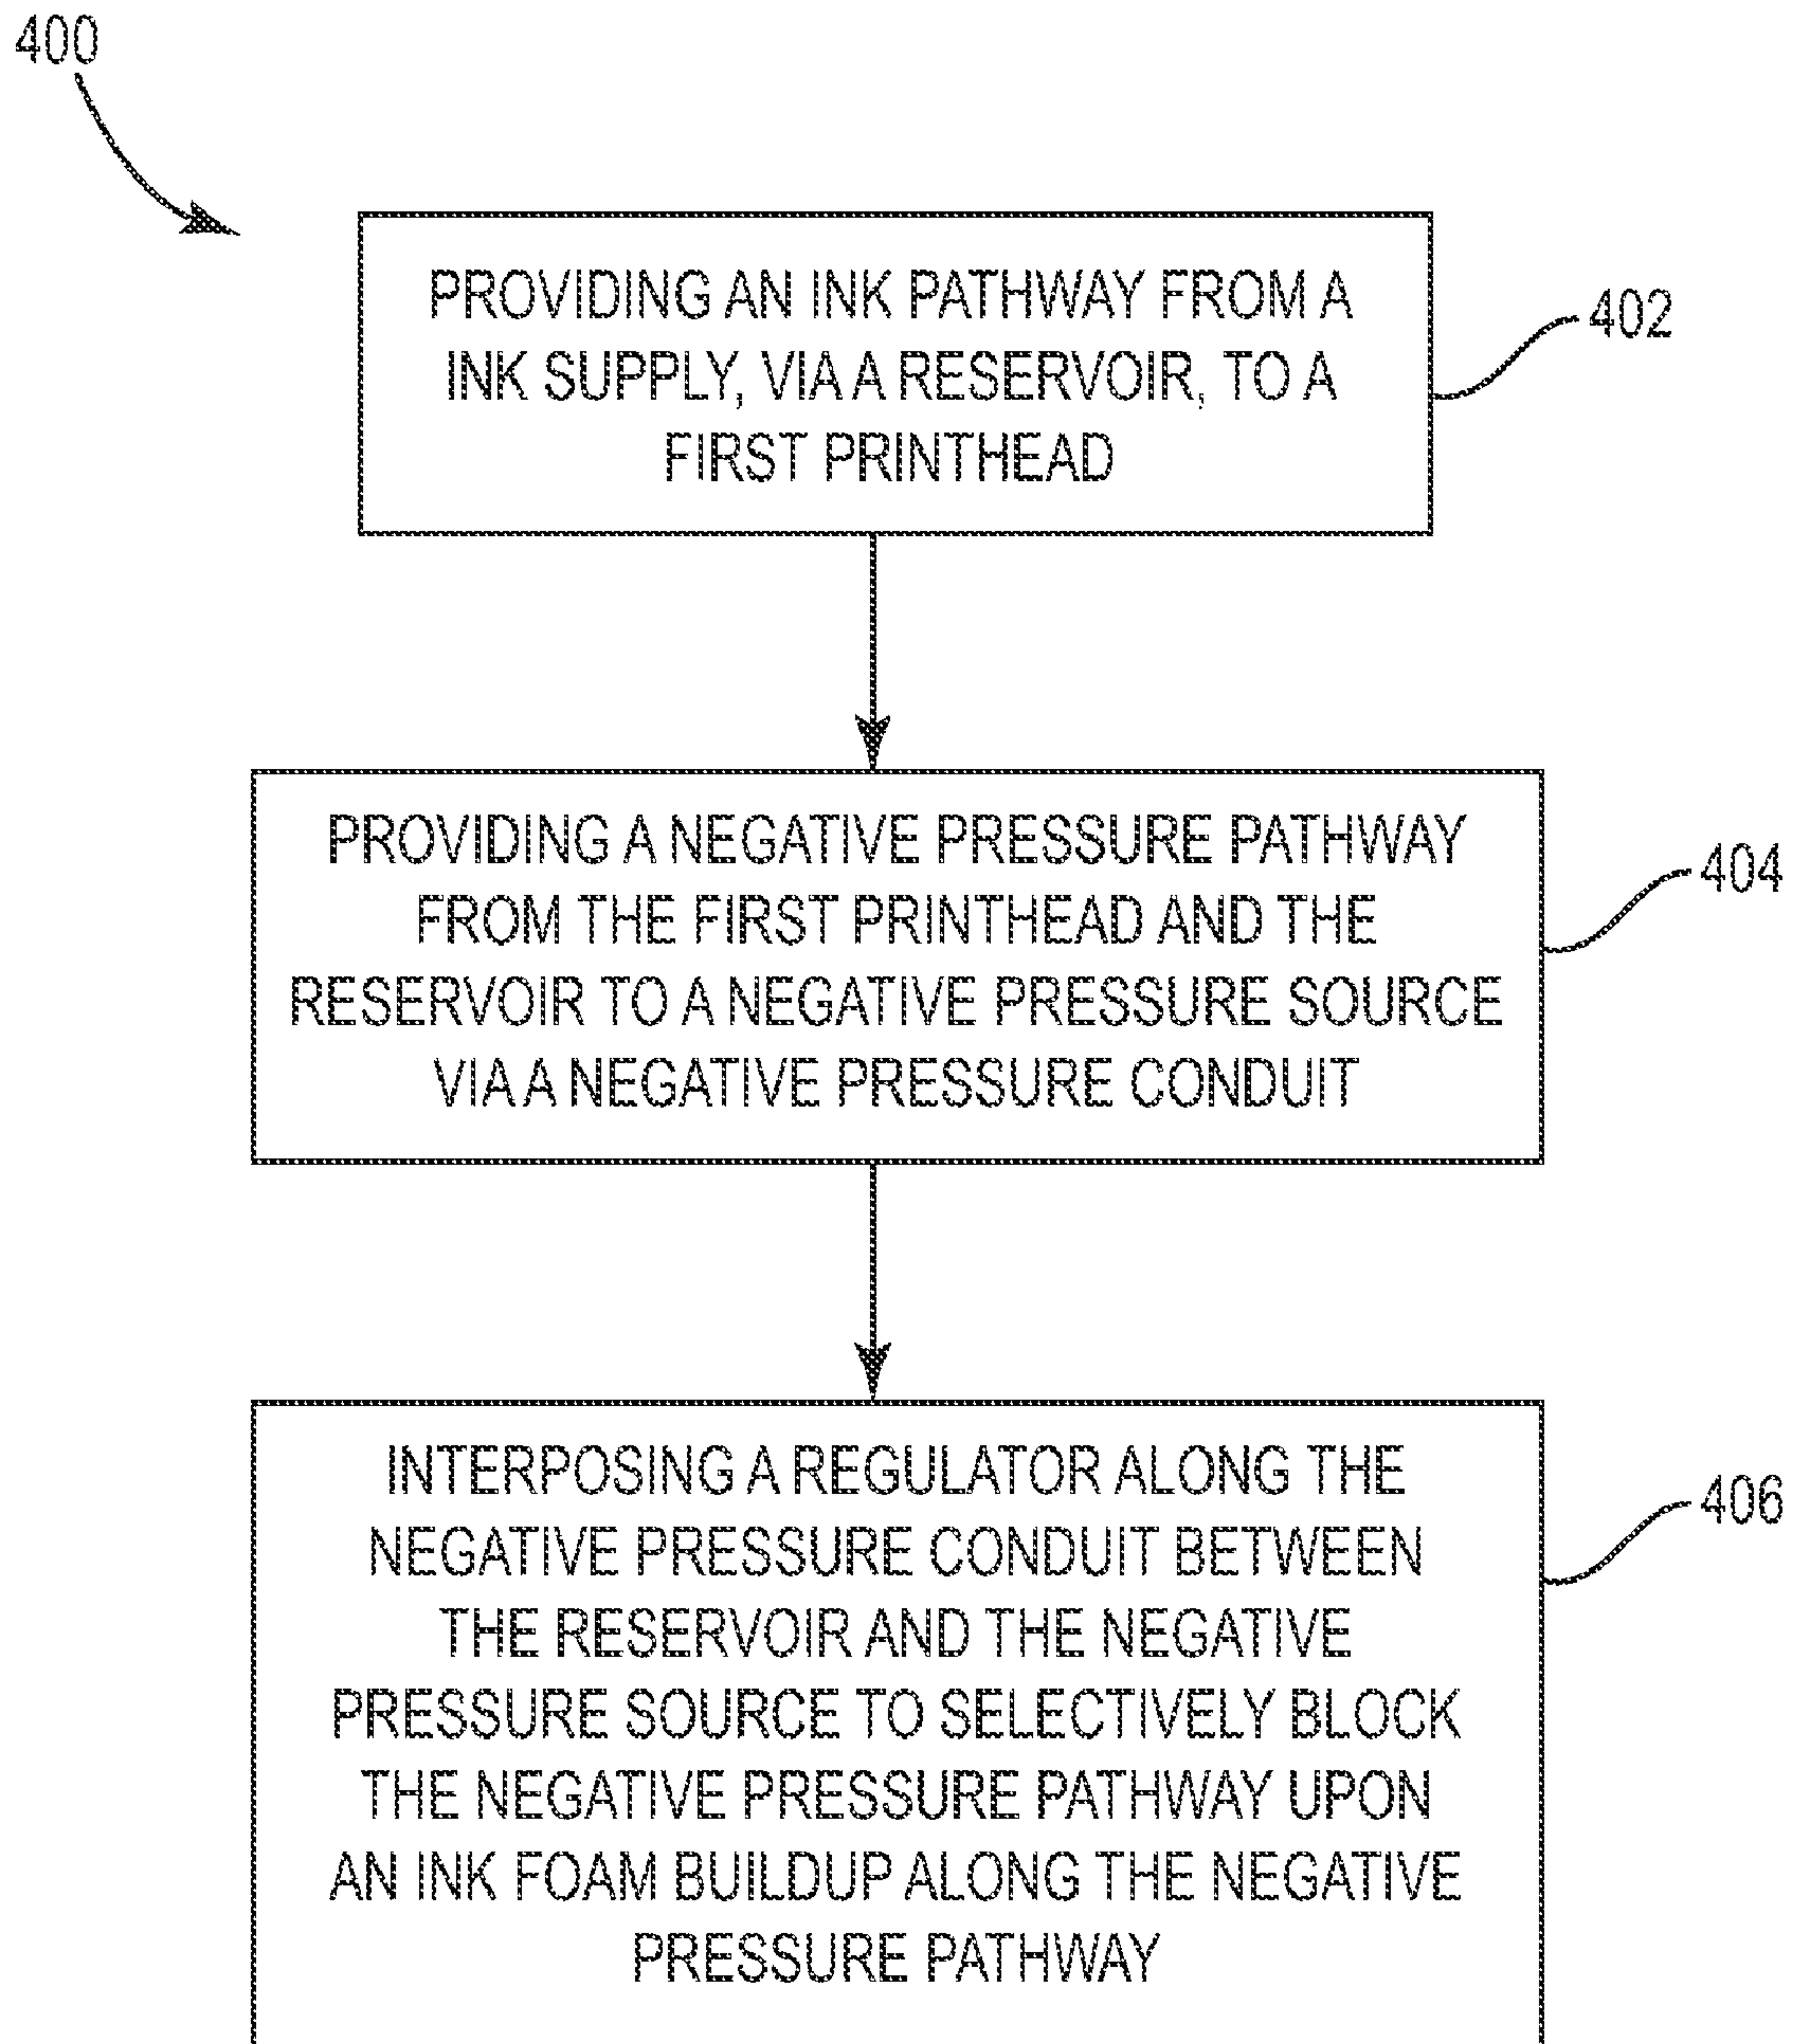 400
PROVIDING AN INK PATHWAY FROM A
INK SUPPLY, VIA A RESERVOIR, TO A
FIRST PRINTHEAD
402
PROVIDING A NEGATIVE PRESSURE PATHWAY
FROM THE FIRST PRINTHEAD AND THE
RESERVOIR TO A NEGATIVE PRESSURE SOURCE
VIA A NEGATIVE PRESSURE CONDUIT
404
INTERPOSING A REGULATOR ALONG THE
NEGATIVE PRESSURE CONDUIT BETWEEN
THE RESERVOIR AND THE NEGATIVE
PRESSURE SOURCE TO SELECTIVELY BLOCK
THE NEGATIVE PRESSURE PATHWAY UPON
AN INK FOAM BUILDUP ALONG THE NEGATIVE
PRESSURE PATHWAY
406